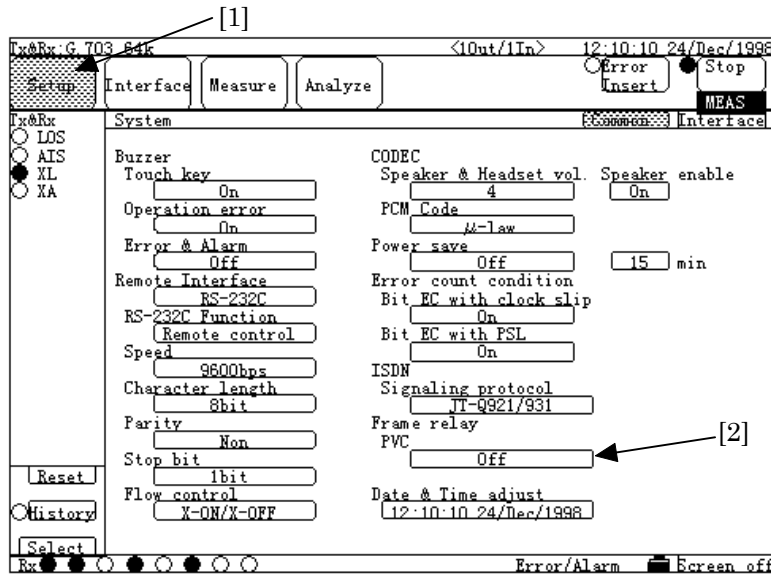 [1]
Tx&Rx:G.703 64k <1Out/1In> 12:10:10 24/Dec/1998
Setup Interface Measure Analyze Error Insert Stop
MEAS
Tx&Rx System Common Interface
LOS
AIS
XL
XA
Buzzer
Touch key
On
Operation error
On
Error & Alarm
Off
Remote Interface
RS-232C
RS-232C Function
Remote control
Speed
9600bps
Character length
8bit
Parity
Non
Stop bit
1bit
Flow control
X-ON/X-OFF
CODEC
Speaker & Headset vol. Speaker enable
4 On
PCM Code
μ-law
Power save
Off 15 min
Error count condition
Bit EC with clock slip
On
Bit EC with PSL
On
ISDN
Signaling protocol
JT-Q921/931
Frame relay
PVC
Off
[2]
Date & Time adjust
12:10:10 24/Dec/1998
Reset
History
Select
Rx Error/Alarm Screen off